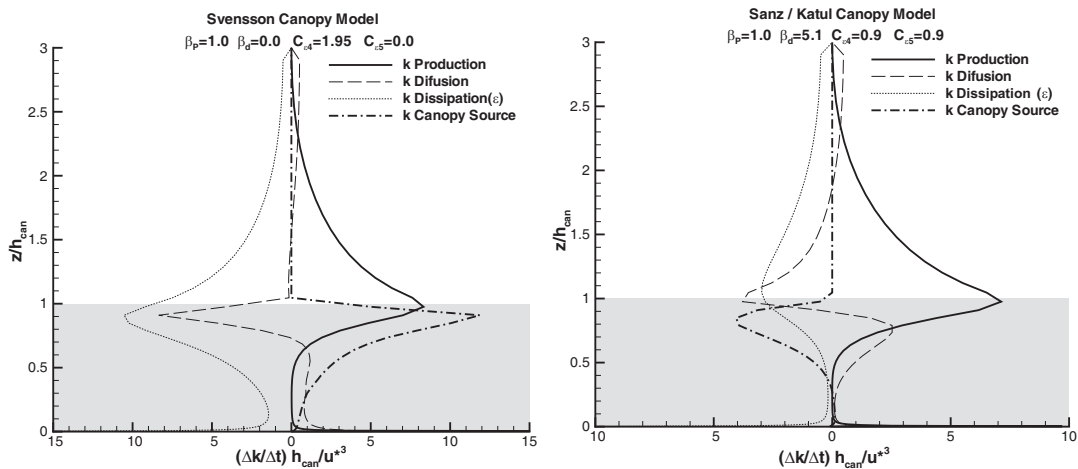 Svensson Canopy Model
βP=1.0 βd=0.0 Cε4=1.95 Cε5=0.0
k Production
k Difusion
k Dissipation(ε)
k Canopy Source
3
2.5
2
1.5
1
0.5
0
z/hcan
15 10 5 0 5 10 15
(Δk/Δt) hcan/u*3
Sanz / Katul Canopy Model
βP=1.0 βd=5.1 Cε4=0.9 Cε5=0.9
k Production
k Difusion
k Dissipation (ε)
k Canopy Source
3
2.5
2
1.5
1
0.5
0
z/hcan
10 5 0 5 10
(Δk/Δt) hcan/u*3